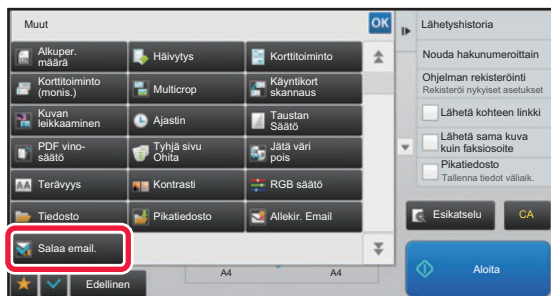 Muut
OK
Alkuper.
määrä
Häivytys
Korttitoiminto
Korttitoiminto
(monis.)
Multicrop
Käyntikort
skannaus
Kuvan
leikkaaminen
Ajastin
Taustan
Säätö
PDF vino-
säätö
Tyhjä sivu
Ohita
Jätä väri
pois
AA
Terävyys
Kontrasti
RGB säätö
Tiedosto
Pikatiedosto
Allekir. Email
Salaa email.
Edellinen
A4
A4
Lähetyshistoria
Nouda hakunumeroittain
Ohjelman rekisteröinti
Rekisteröi nykyiset asetukset
Lähetä kohteen linkki
Lähetä sama kuva
kuin faksiosoite
Pikatiedosto
Tallenna tiedot väliaik.
Esikatselu
CA
Aloita